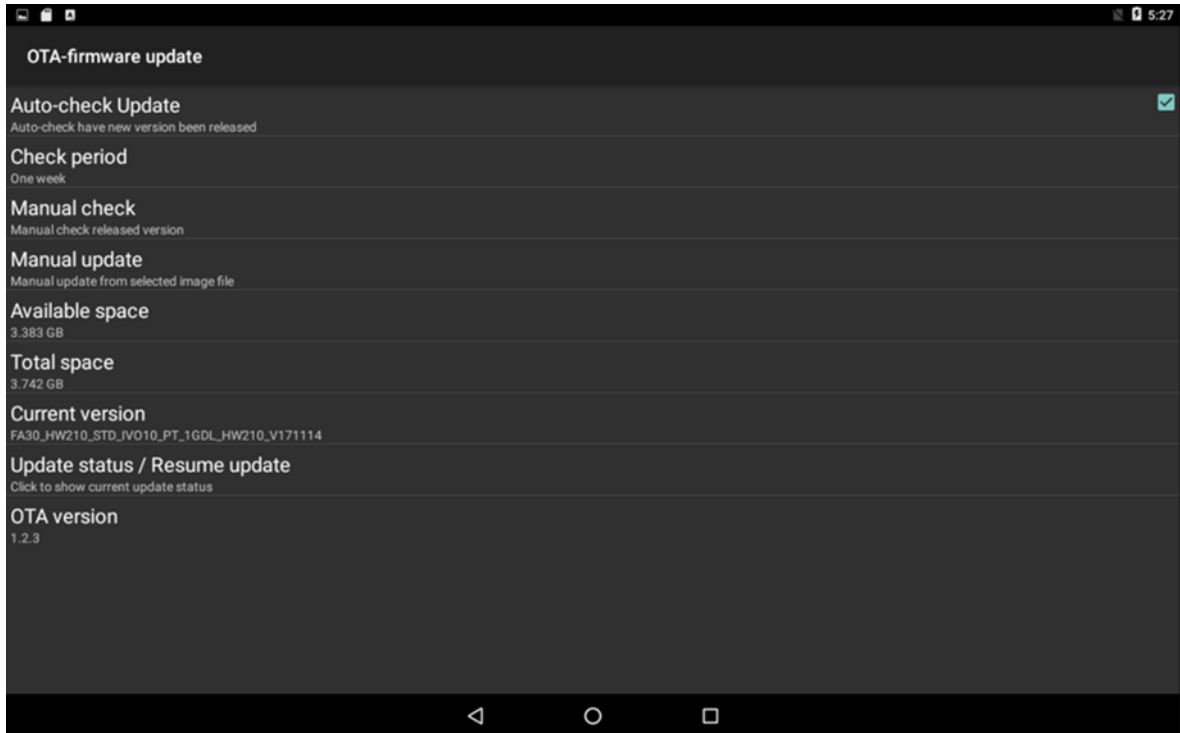 5:27
OTA-firmware update
Auto-check Update
Auto-check have new version been released
Check period
One week
Manual check
Manual check released version
Manual update
Manual update from selected image file
Available space
3.383 GB
Total space
3.742 GB
Current version
FA30_HW210_STD_IVO10_PT_1GDL_HW210_V171114
Update status / Resume update
Click to show current update status
OTA version
1.2.3